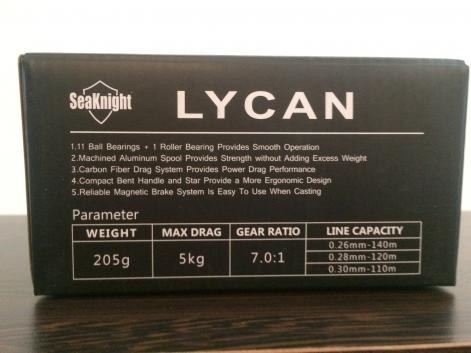 SeaKnight LYCAN
1,11 Ball Bearings + 1 Roller Bearing Provides Smooth Operation
2.Machined Aluminum Spool Provides Strength without Adding Excess Weight
3.Carbon Fiber Drag System Provides Power Drag Performance
4.Compact Bent Handle and Star Provide a More Ergonomic Design
5.Reliable Magnetic Brake System Is Easy To Use When Casting
Parameter
WEIGHT MAX DRAG GEAR RATIO LINE CAPACITY
205g 5kg 7.0:1 0.26mm-140m
0.28mm-120m
0.30mm-110m